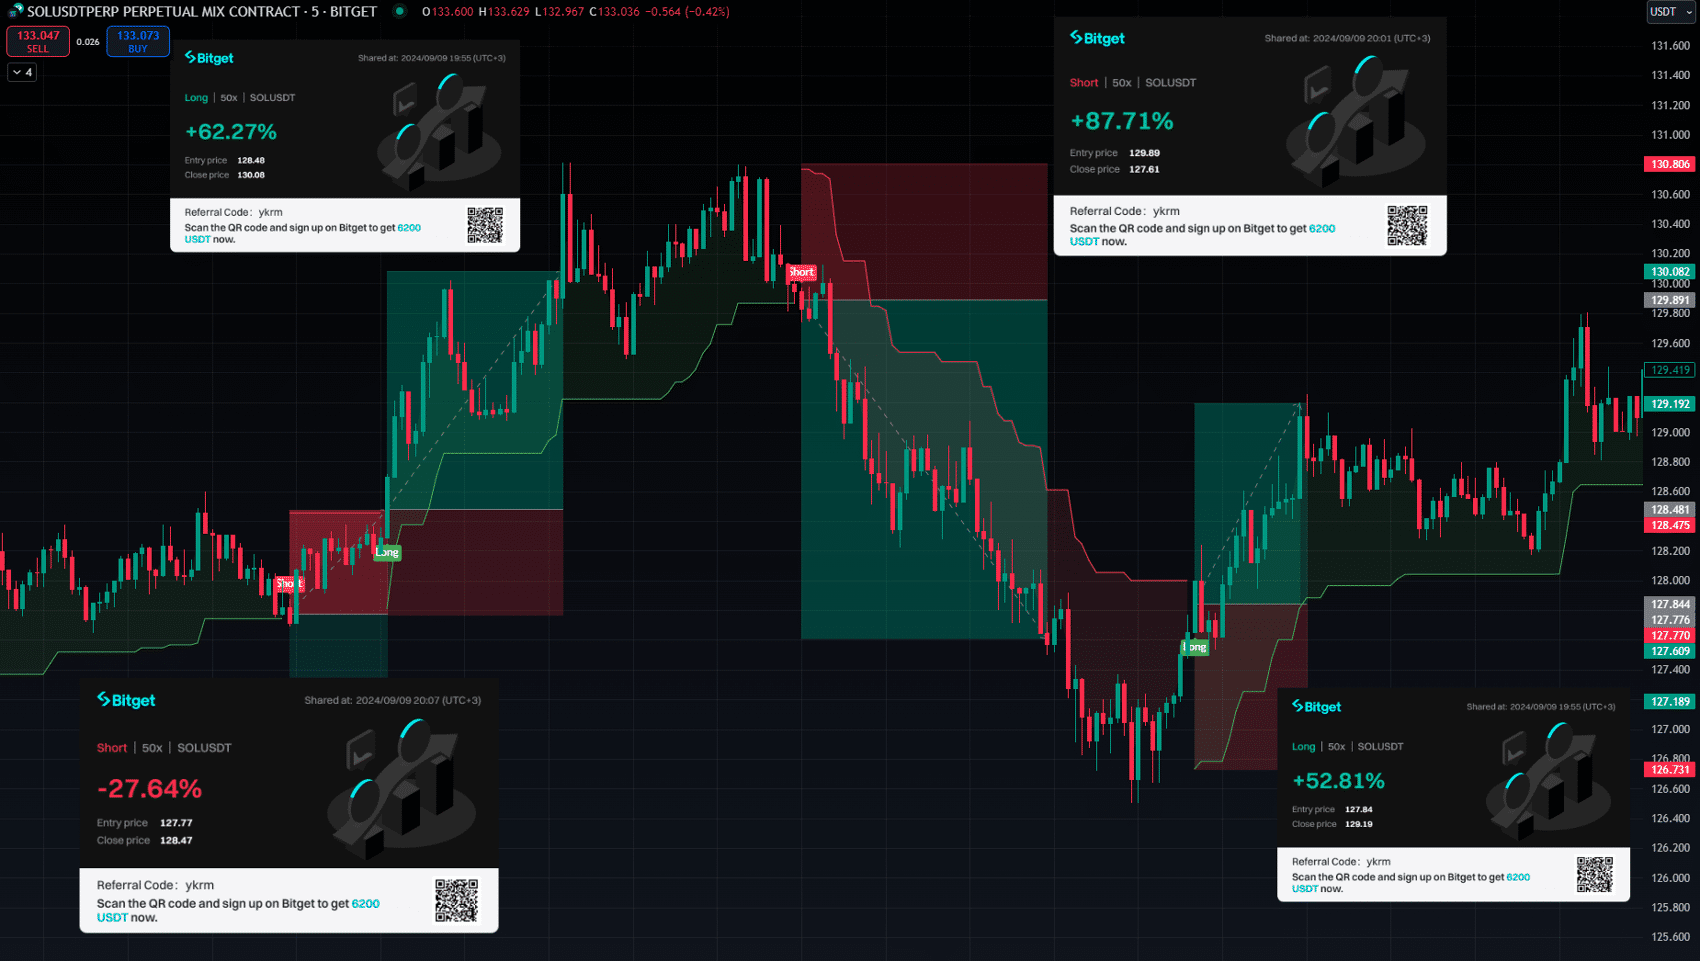 SOLUSDTPERP PERPETUAL MIX CONTRACT · 5 · BITGET
O133.600 H133.629 L132.967 C133.036 −0.564 (−0.42%)
133.047
SELL
0.026
133.073
BUY
4
USDT
Bitget
Shared at: 2024/09/09 19:55 (UTC+3)
Long | 50x | SOLUSDT
+62.27%
Entry price 128.48
Close price 130.08
Referral Code: ykrm
Scan the QR code and sign up on Bitget to get 6200
USDT now.
Bitget
Shared at: 2024/09/09 20:01 (UTC+3)
Short | 50x | SOLUSDT
+87.71%
Entry price 129.89
Close price 127.61
Referral Code: ykrm
Scan the QR code and sign up on Bitget to get 6200
USDT now.
Short
Long
Short
Long
Bitget
Shared at: 2024/09/09 20:07 (UTC+3)
Short | 50x | SOLUSDT
-27.64%
Entry price 127.77
Close price 128.47
Referral Code: ykrm
Scan the QR code and sign up on Bitget to get 6200
USDT now.
Bitget
Shared at: 2024/09/09 19:55 (UTC+3)
Long | 50x | SOLUSDT
+52.81%
Entry price 127.84
Close price 129.19
Referral Code: ykrm
Scan the QR code and sign up on Bitget to get 6200
USDT now.
131.600
131.400
131.200
131.000
130.806
130.600
130.400
130.200
130.082
130.000
129.891
129.800
129.600
129.419
129.192
129.000
128.800
128.600
128.481
128.475
128.200
128.000
127.844
127.776
127.770
127.609
127.400
127.189
127.000
126.800
126.731
126.600
126.400
126.200
126.000
125.800
125.600